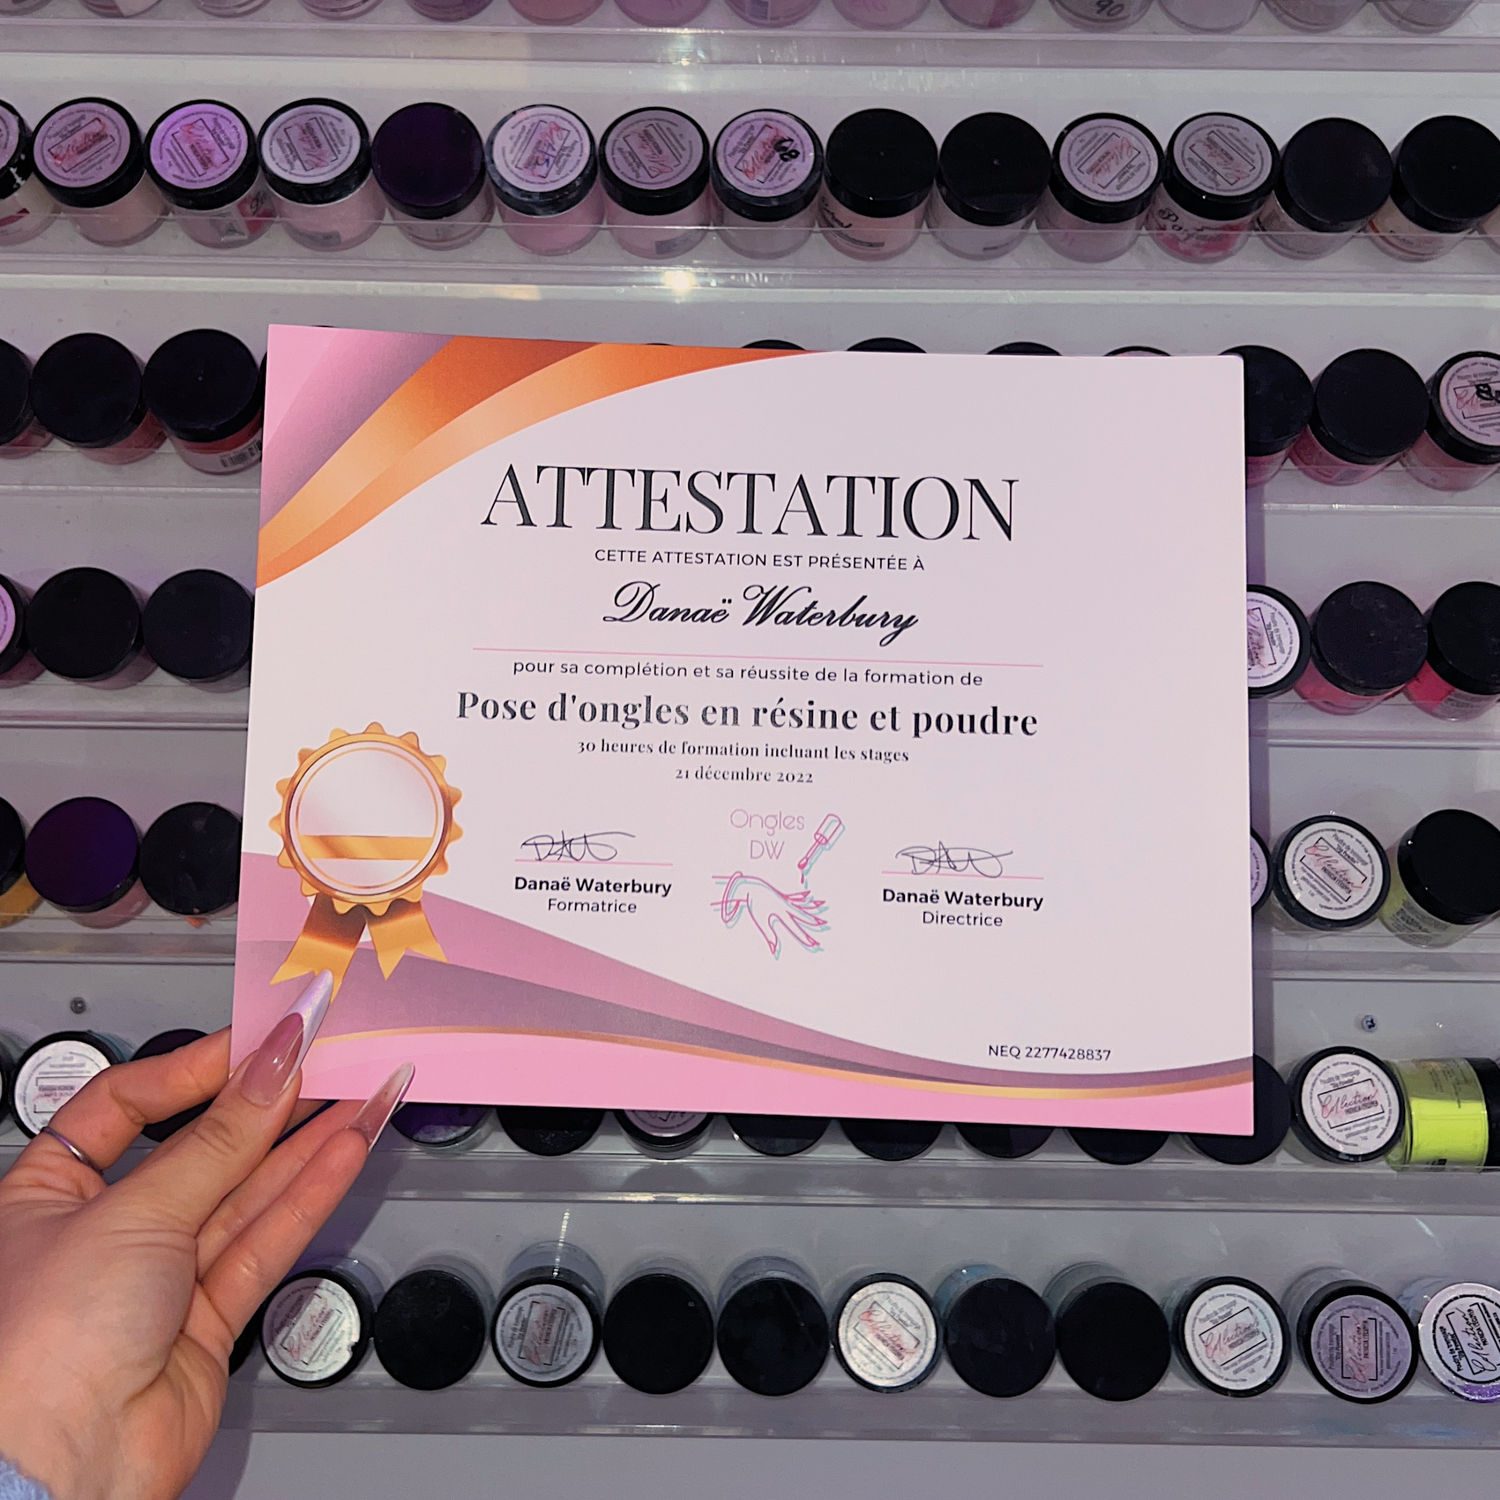 90
ATTESTATION
CETTE ATTESTATION EST PRÉSENTÉE À
Danaë Waterbury
pour sa complétion et sa réussite de la formation de
Pose d'ongles en résine et poudre
30 heures de formation incluant les stages
21 décembre 2022
Ongles
DW
Danaë Waterbury
Formatrice
Danaë Waterbury
Directrice
NEQ 2277428837
Collection